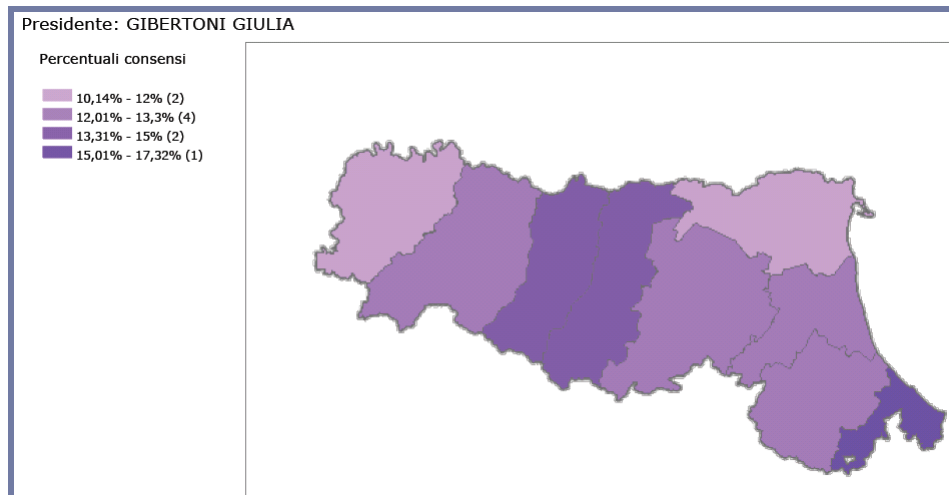 Presidente: GIBERTONI GIULIA
Percentuali consensi
10,14% - 12% (2)
12,01% - 13,3% (4)
13,31% - 15% (2)
15,01% - 17,32% (1)